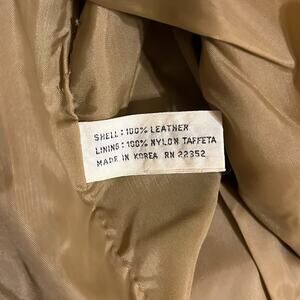 SHELL : 100% LEATHER
LINING : 100% NYLON TAFFETA
MADE IN KOREA RN 22352